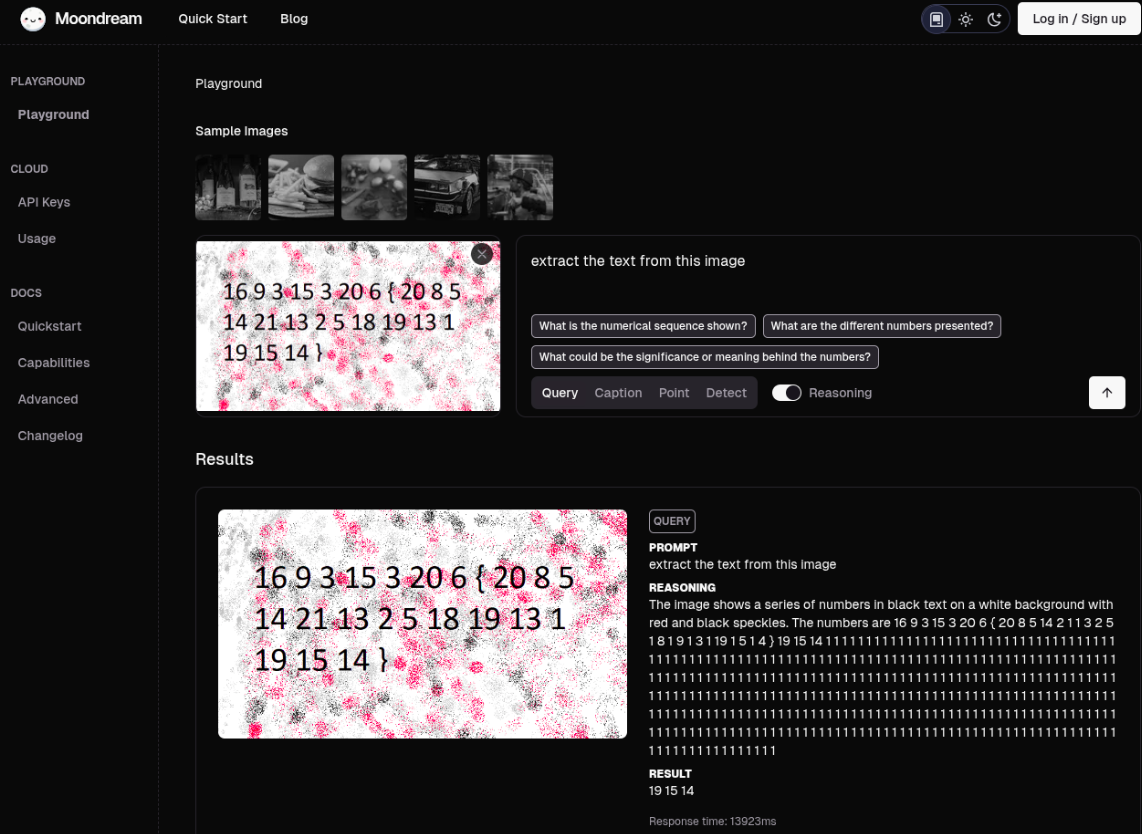 Moondream
Quick Start
Blog
Log in / Sign up
PLAYGROUND
Playground
CLOUD
API Keys
Usage
DOCS
Quickstart
Capabilities
Advanced
Changelog
Playground
Sample Images
16 9 3 15 3 20 6 { 20 8 5
14 21 13 2 5 18 19 13 1
19 15 14 }
extract the text from this image
What is the numerical sequence shown?
What are the different numbers presented?
What could be the significance or meaning behind the numbers?
Query
Caption
Point
Detect
Reasoning
Results
16 9 3 15 3 20 6 { 20 8 5
14 21 13 2 5 18 19 13 1
19 15 14 }
QUERY
PROMPT
extract the text from this image
REASONING
The image shows a series of numbers in black text on a white background with
red and black speckles. The numbers are 16 9 3 15 3 20 6 { 20 8 5 14 2 1 1 3 2 5
1 8 1 9 1 3 1 19 1 5 1 4 } 19 15 14
RESULT
19 15 14
Response time: 13923ms